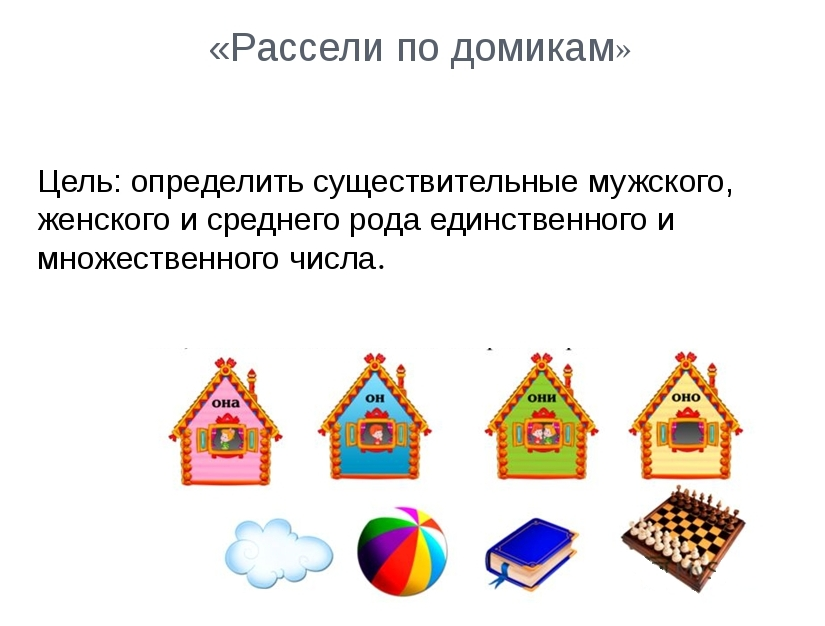 «Рассели по домикам»
Цель: определить существительные мужского,
женского и среднего рода единственного и
множественного числа.
она
он
они
оно